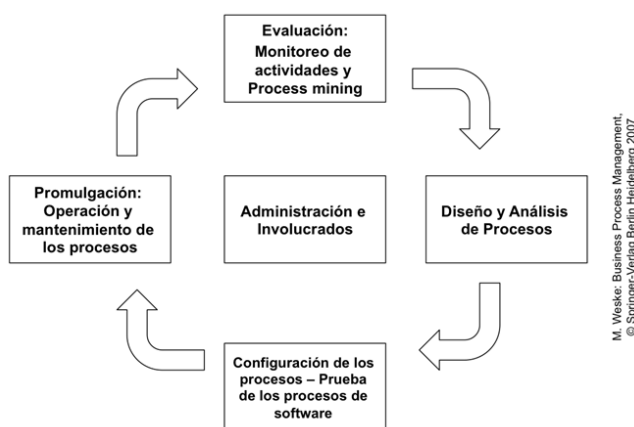 Evaluación:
Monitoreo de
actividades y
Process mining
Promulgación:
Operación y
mantenimiento de
los procesos
Administración e
Involucrados
Diseño y Análisis
de Procesos
Configuración de los
procesos – Prueba
de los procesos de
software
M. Weske: Business Process Management,
© Springer-Verlag Berlin Heidelberg 2007